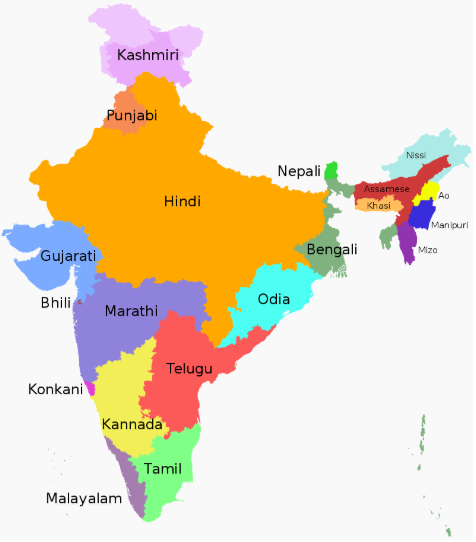 Kashmiri
Punjabi
Nissi
Nepali
Assamese
Ao
Hindi
Khasi
Manipuri
Bengali
Mizo
Gujarati
Bhili
Odia
Marathi
Telugu
Konkani
Kannada
Tamil
Malayalam